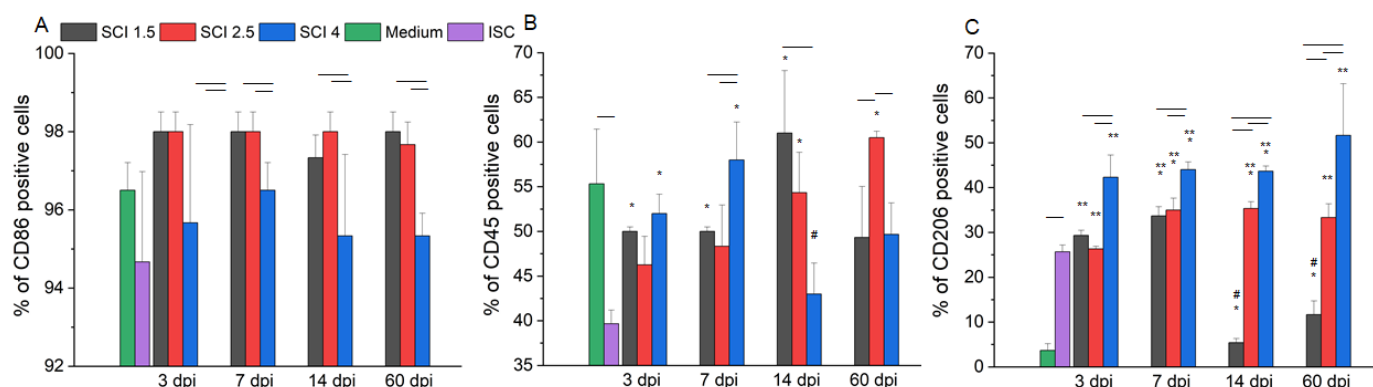 A
SCI 1.5 SCI 2.5 SCI 4 Medium ISC
% of CD86 positive cells
100
98
96
94
92
3 dpi 7 dpi 14 dpi 60 dpi
B
% of CD45 positive cells
70
65
60
55
50
45
40
35
* * * * * * # *
3 dpi 7 dpi 14 dpi 60 dpi
C
% of CD206 positive cells
70
60
50
40
30
20
10
0
** ** ** *** *** *** # * *** *** # * ** **
3 dpi 7 dpi 14 dpi 60 dpi